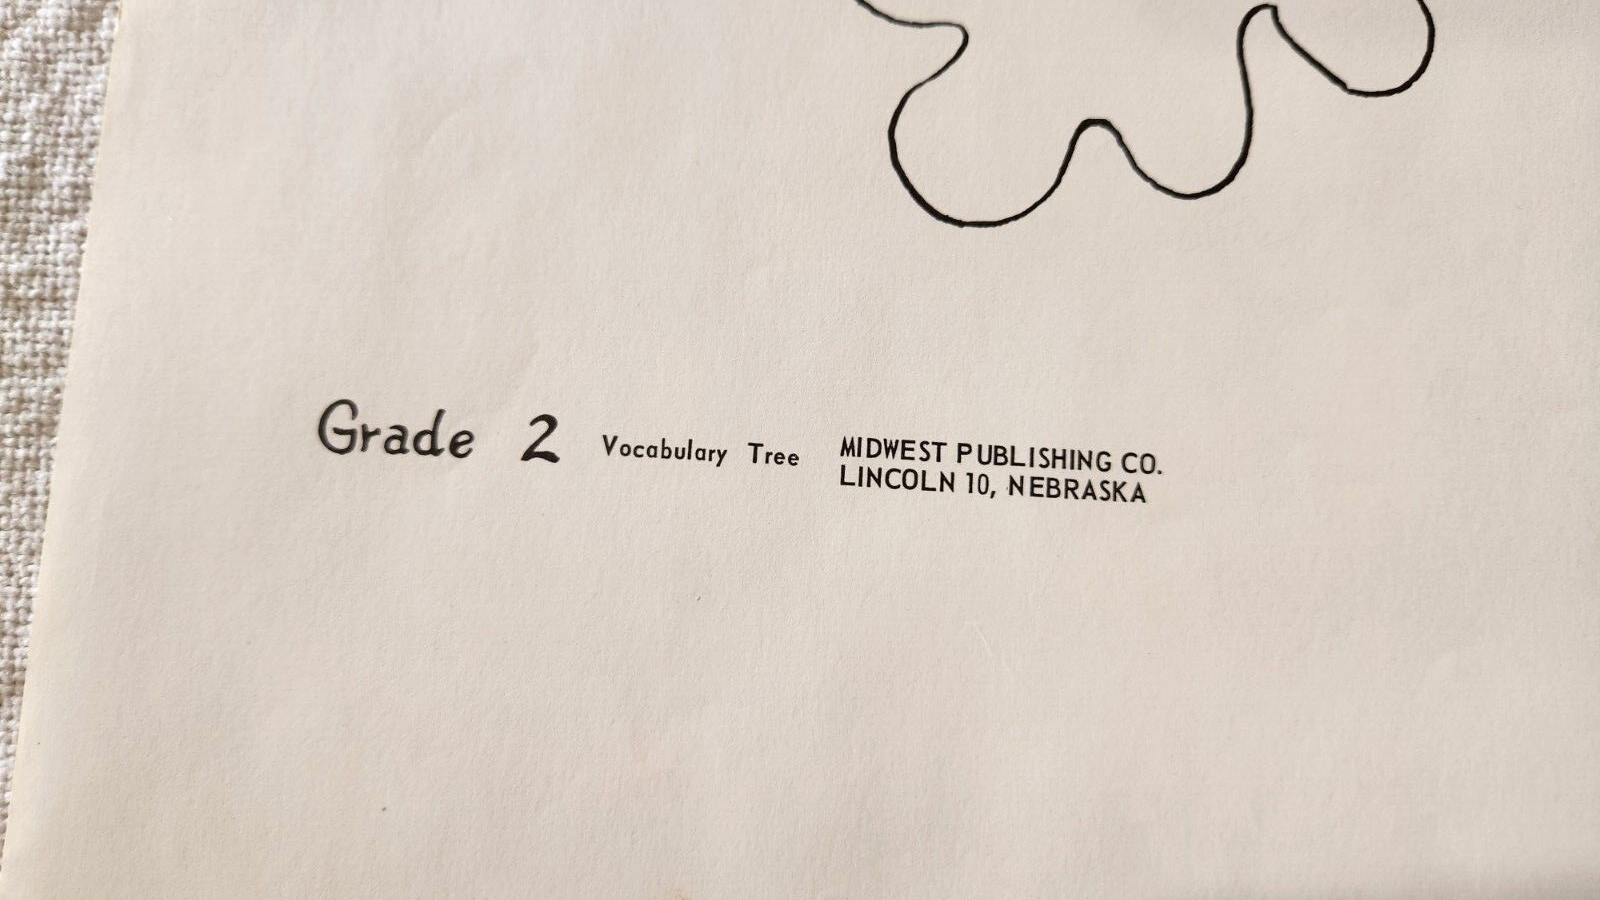 Grade 2 Vocabulary Tree MIDWEST PUBLISHING CO.
LINCOLN 10, NEBRASKA